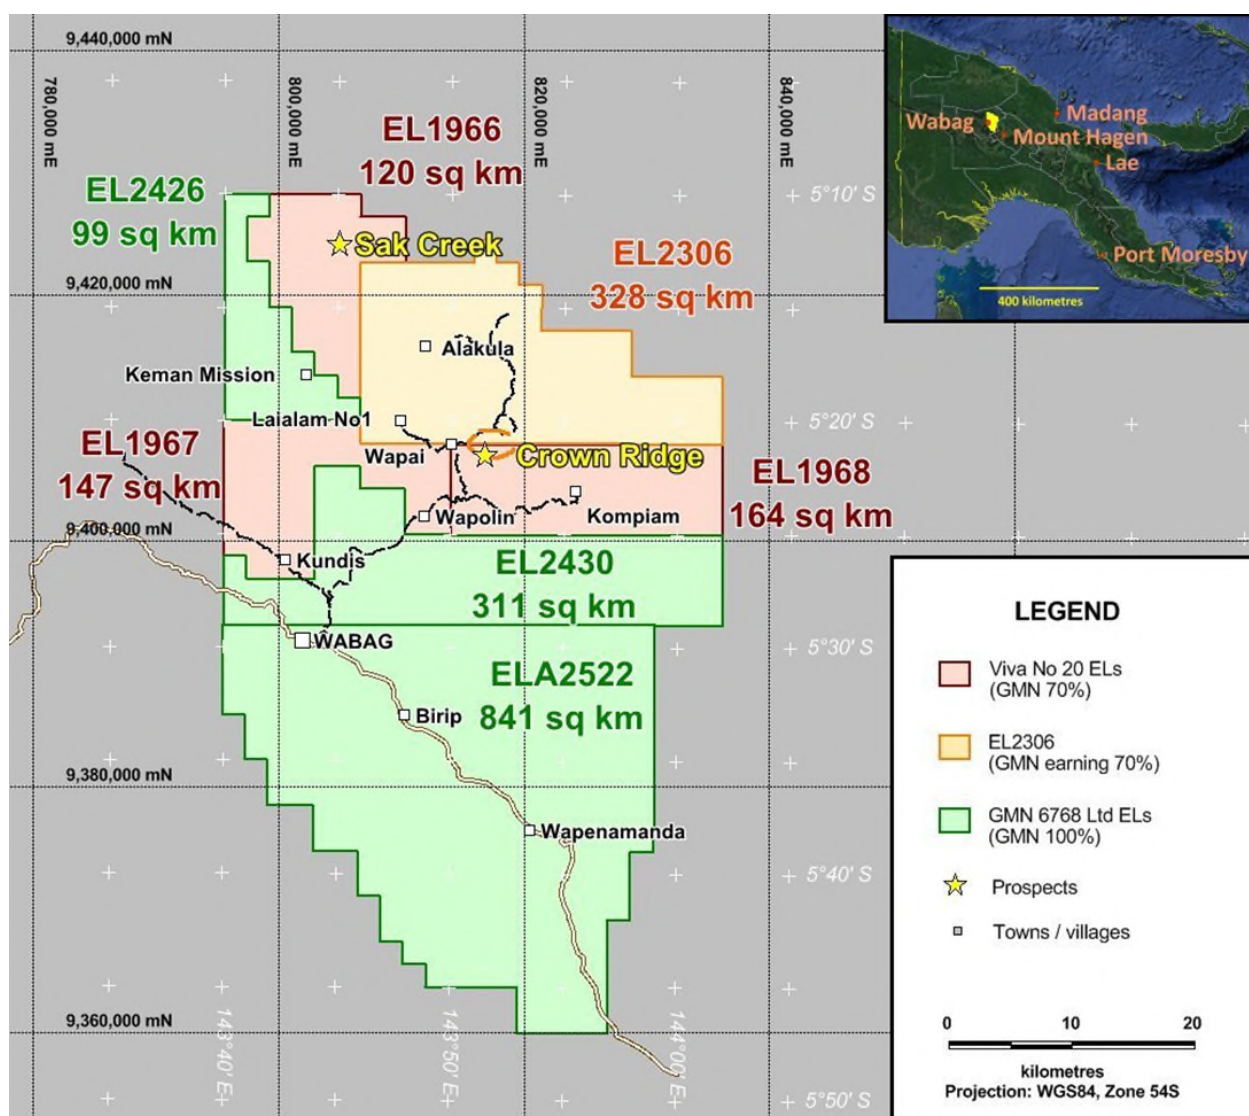 9,440,000 mN
780,000 mE
800,000 mE
820,000 mE
840,000 mE
EL1966
120 sq km
EL2426
99 sq km
5°10' S
Sak Creek
EL2306
328 sq km
9,420,000 mN
Alakula
Keman Mission
Laialam No1
5°20' S
EL1967
147 sq km
Wapai
Crown Ridge
EL1968
164 sq km
Wapolin
Kompiam
9,400,000 mN
Kundis
EL2430
311 sq km
WABAG
5°30' S
ELA2522
841 sq km
Birip
9,380,000 mN
Wapenamanda
5°40' S
9,360,000 mN
143°40' E
143°50' E
144°00' E
5°50' S
Wabag
Madang
Mount Hagen
Lae
Port Moresby
400 kilometres
LEGEND
Viva No 20 ELs
(GMN 70%)
EL2306
(GMN earning 70%)
GMN 6768 Ltd ELs
(GMN 100%)
Prospects
Towns / villages
0 10 20
kilometres
Projection: WGS84, Zone 54S